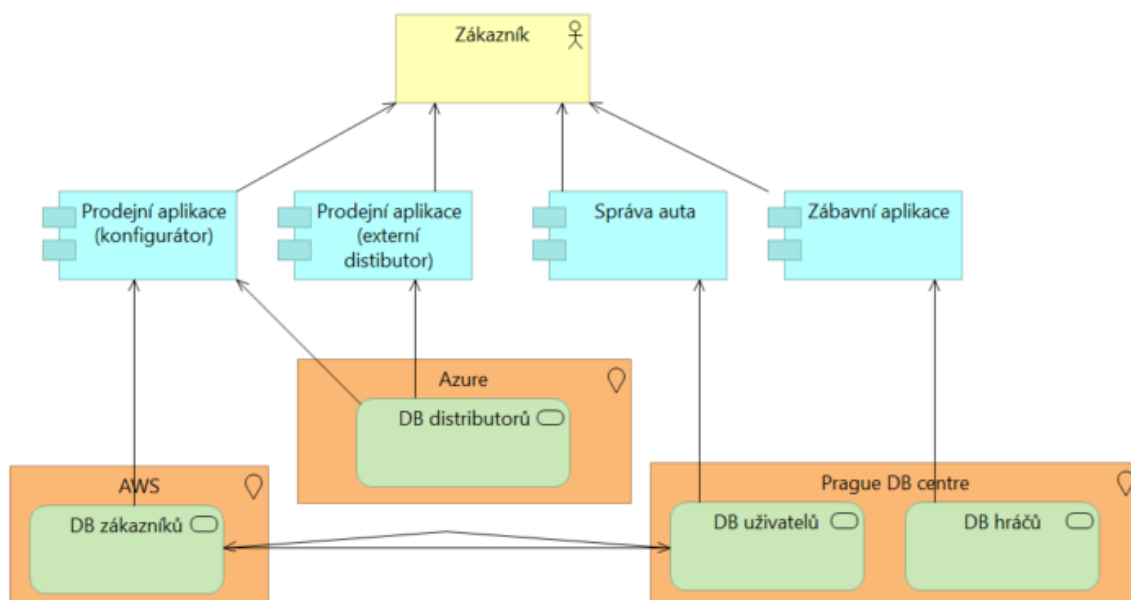 Zákazník
Prodejní aplikace
(konfigurátor)
Prodejní aplikace
(externí
distibutor)
Správa auta
Zábavní aplikace
Azure
DB distributorů
AWS
DB zákazníků
Prague DB centre
DB uživatelů
DB hráčů